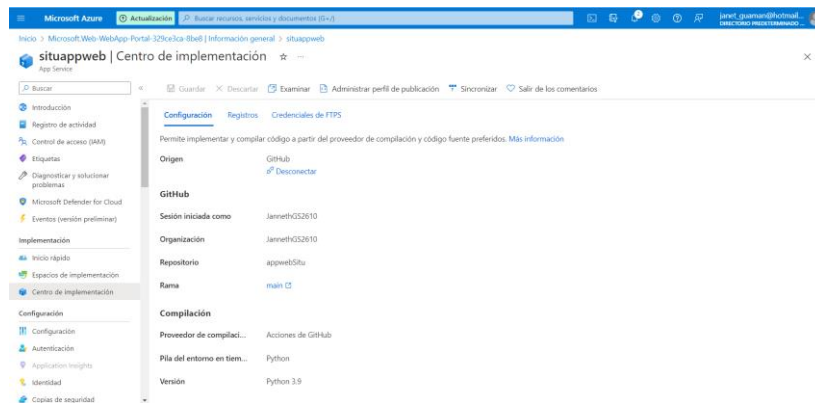 Microsoft Azure
Actualización
Buscar recursos, servicios y documentos (G+/)
janet_guaman@hotmail...
DIRECTORIO PREDETERMINADO ...
Inicio > Microsoft.Web-WebApp-Portal-329ce3ca-8be8 | Información general > situappweb
situappweb | Centro de implementación
App Service
Buscar
Guardar
Descartar
Examinar
Administrar perfil de publicación
Sincronizar
Salir de los comentarios
Introducción
Registro de actividad
Control de acceso (IAM)
Etiquetas
Diagnosticar y solucionar
problemas
Microsoft Defender for Cloud
Eventos (versión preliminar)
Implementación
Inicio rápido
Espacios de implementación
Centro de implementación
Configuración
Configuración
Autenticación
Application Insights
Identidad
Copias de seguridad
Configuración
Registros
Credenciales de FTPS
Permite implementar y compilar código a partir del proveedor de compilación y código fuente preferidos. Más información
Origen GitHub
Desconectar
GitHub
Sesión iniciada como JannethGS2610
Organización JannethGS2610
Repositorio appwebSitu
Rama main
Compilación
Proveedor de compilaci... Acciones de GitHub
Pila del entorno en tiem... Python
Versión Python 3.9